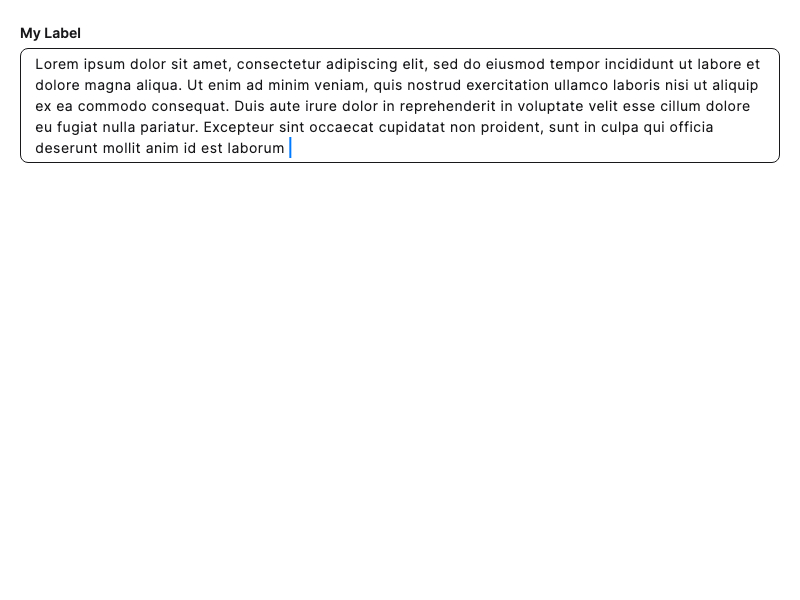 My Label
Lorem ipsum dolor sit amet, consectetur adipiscing elit, sed do eiusmod tempor incididunt ut labore et
dolore magna aliqua. Ut enim ad minim veniam, quis nostrud exercitation ullamco laboris nisi ut aliquip
ex ea commodo consequat. Duis aute irure dolor in reprehenderit in voluptate velit esse cillum dolore
eu fugiat nulla pariatur. Excepteur sint occaecat cupidatat non proident, sunt in culpa qui officia
deserunt mollit anim id est laborum